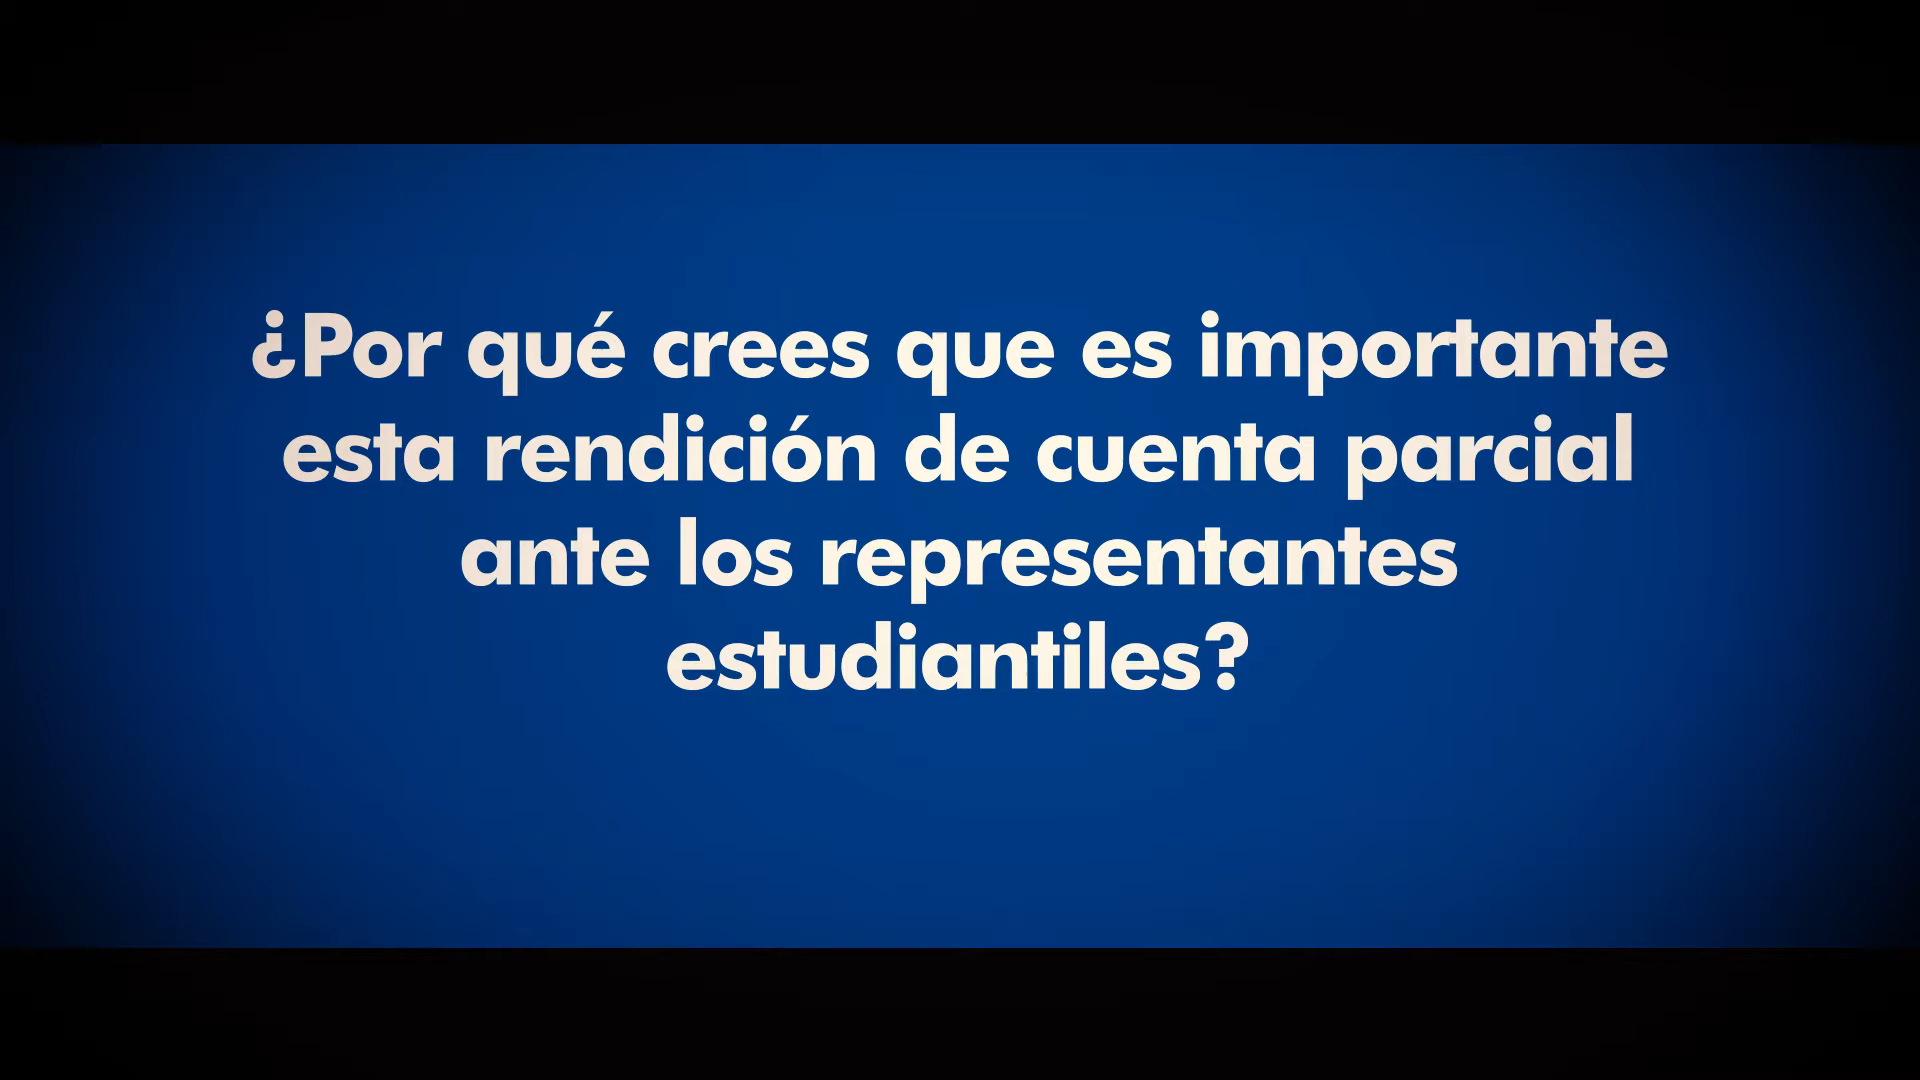 ¿Por qué crees que es importante
esta rendición de cuenta parcial
ante los representantes
estudiantiles?